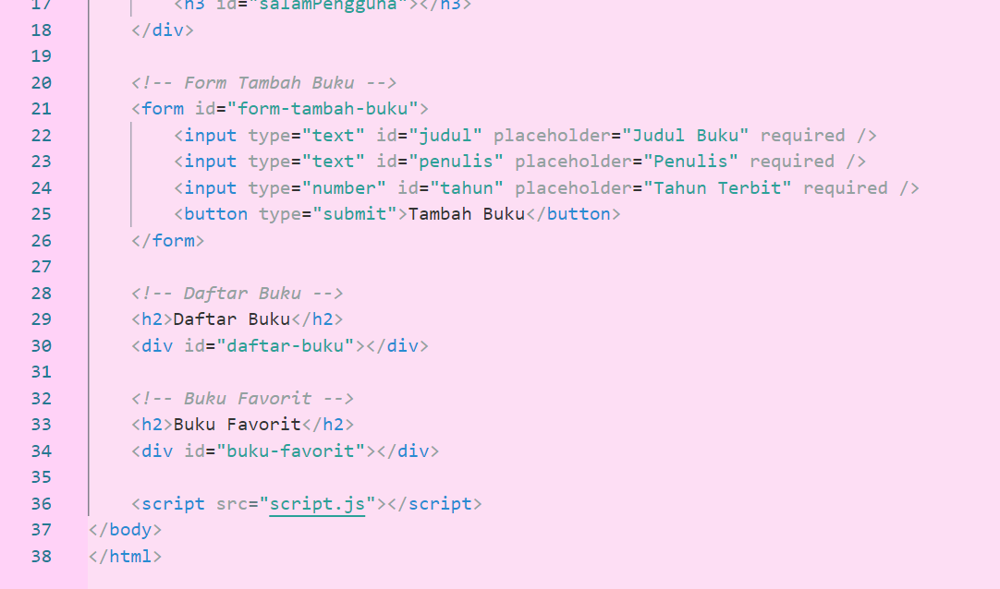 17         <h3 id="salamPengguna"></h3>
18     </div>
19
20     <!-- Form Tambah Buku -->
21     <form id="form-tambah-buku">
22         <input type="text" id="judul" placeholder="Judul Buku" required />
23         <input type="text" id="penulis" placeholder="Penulis" required />
24         <input type="number" id="tahun" placeholder="Tahun Terbit" required />
25         <button type="submit">Tambah Buku</button>
26     </form>
27
28     <!-- Daftar Buku -->
29     <h2>Daftar Buku</h2>
30     <div id="daftar-buku"></div>
31
32     <!-- Buku Favorit -->
33     <h2>Buku Favorit</h2>
34     <div id="buku-favorit"></div>
35
36     <script src="script.js"></script>
37 </body>
38 </html>